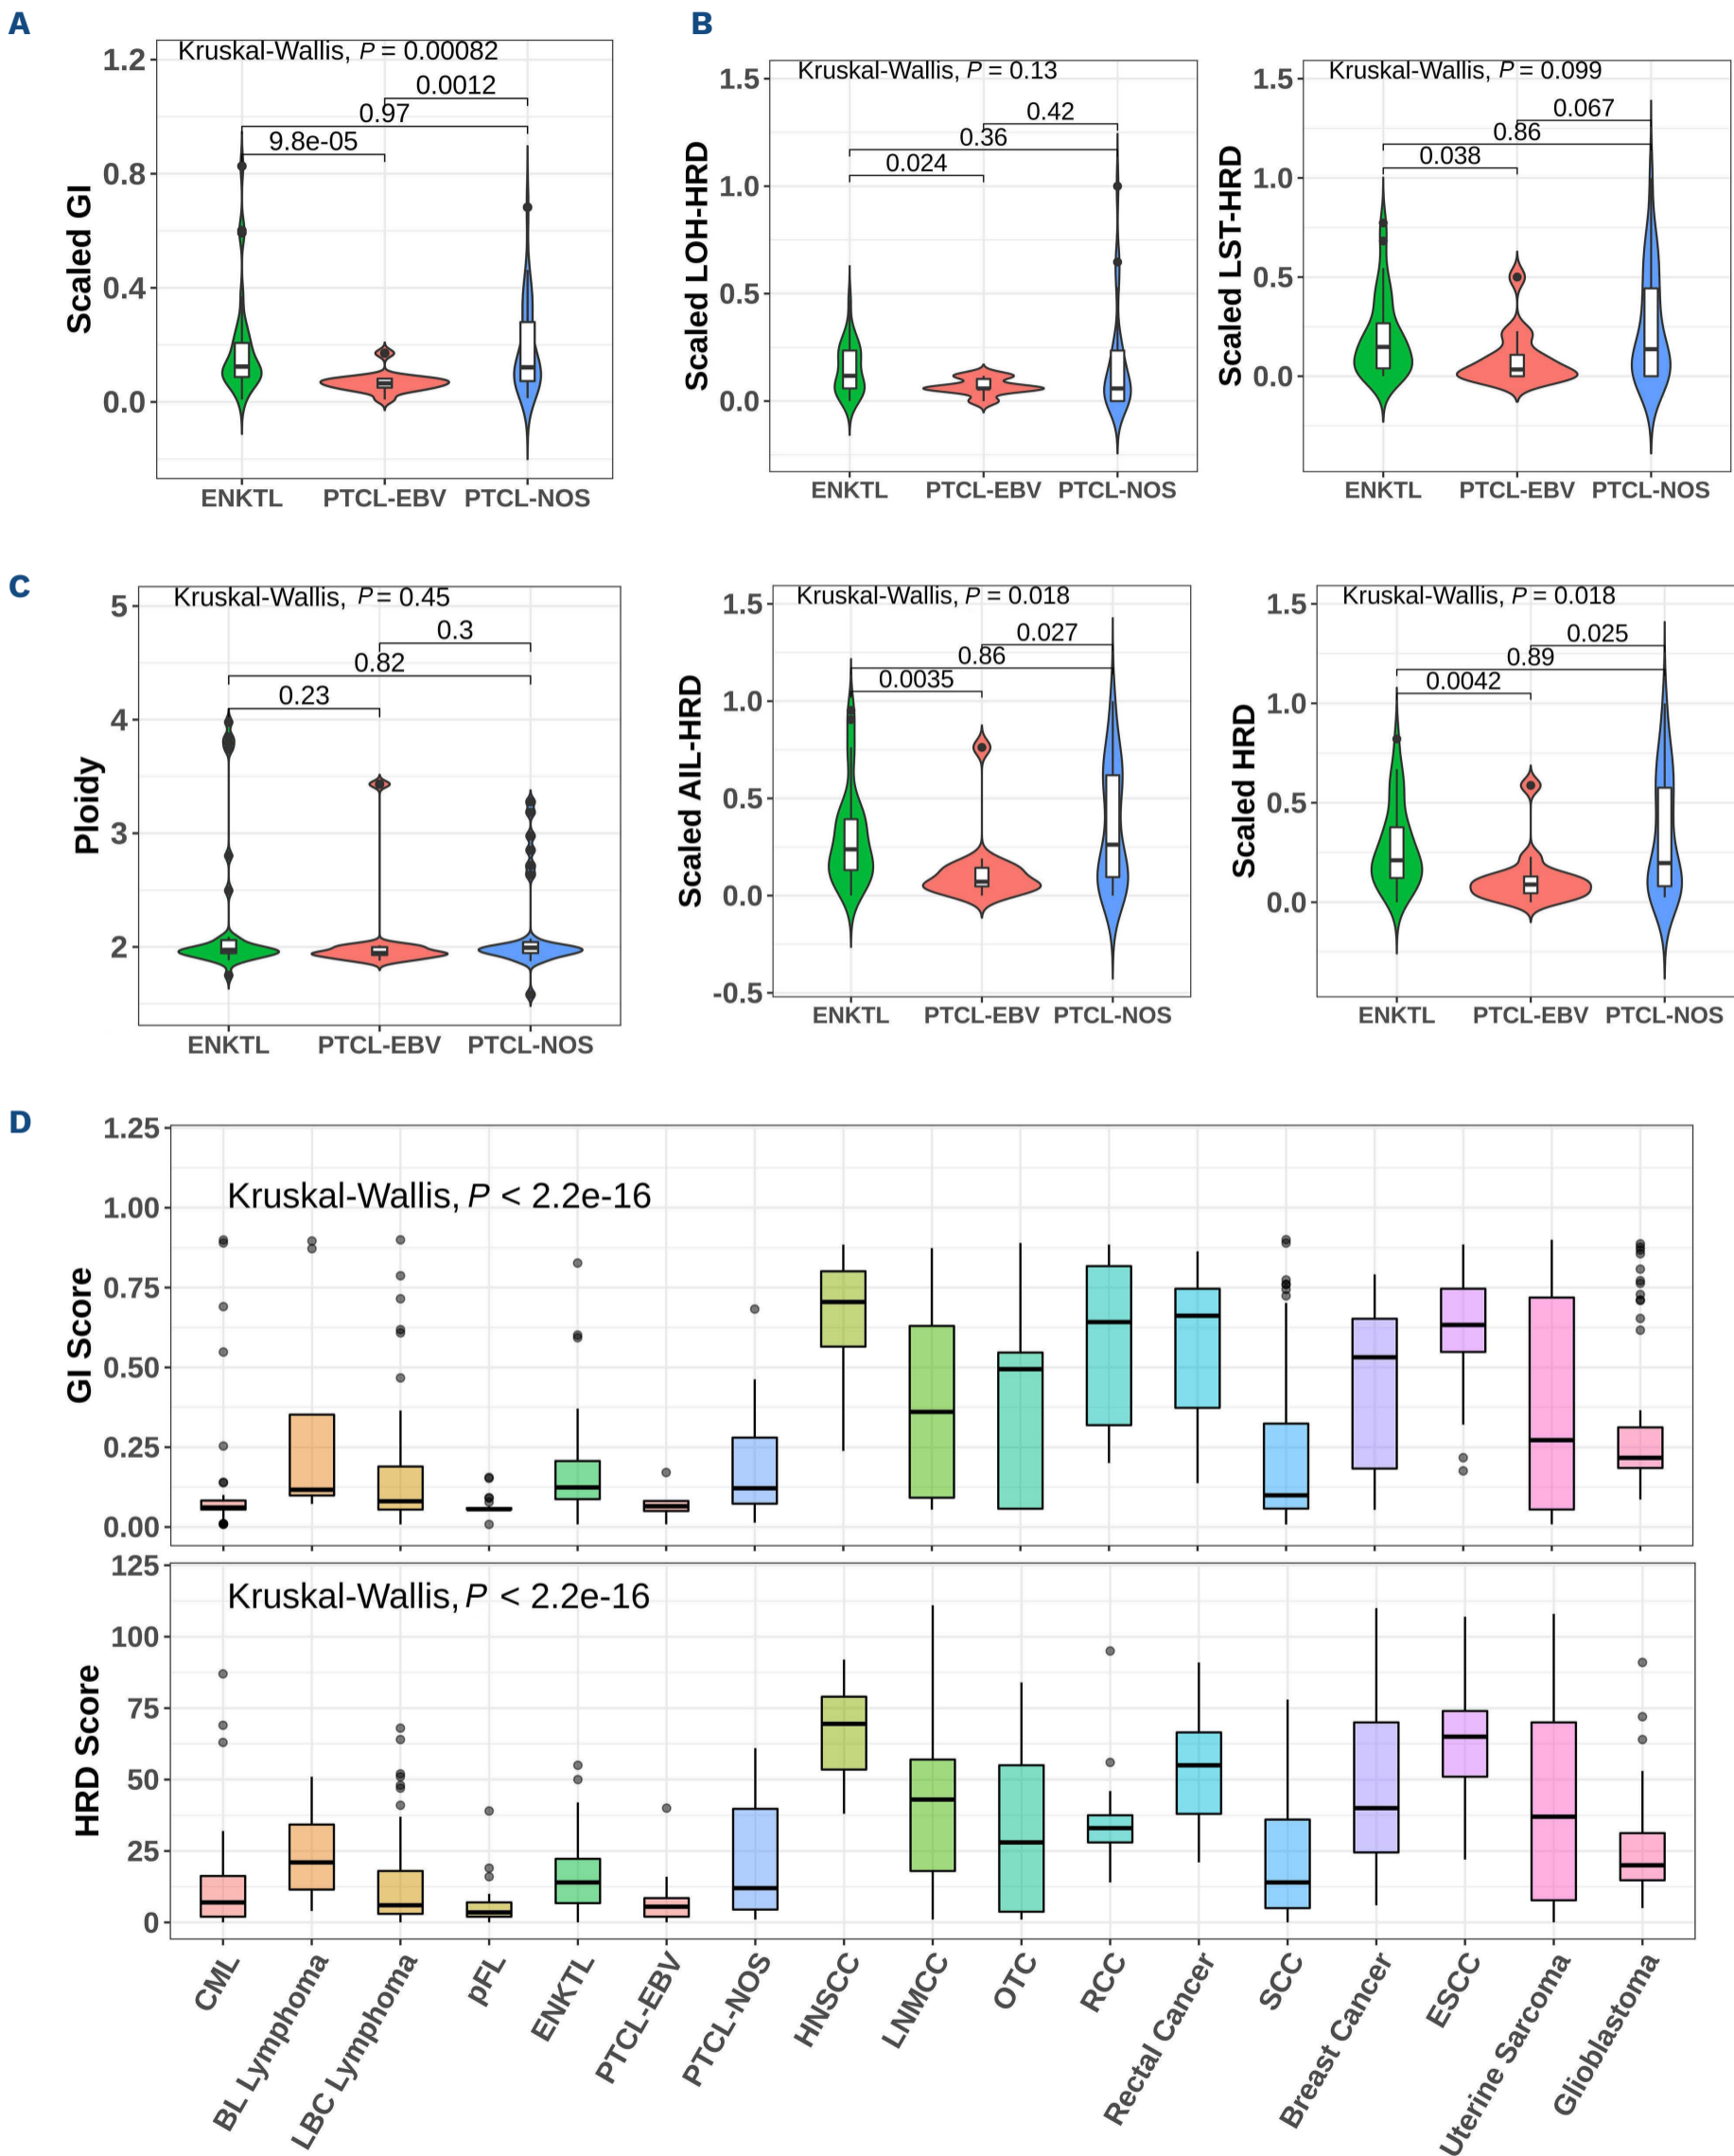 A
Kruskal-Wallis, P = 0.00082
0.0012
0.97
9.8e-05
1.2
0.8
0.4
0.0
Scaled GI
ENKTL PTCL-EBV PTCL-NOS
B
Kruskal-Wallis, P = 0.13
0.42
0.36
0.024
1.5
1.0
0.5
0.0
Scaled LOH-HRD
ENKTL PTCL-EBV PTCL-NOS
Kruskal-Wallis, P = 0.099
0.067
0.86
0.038
1.5
1.0
0.5
0.0
Scaled LST-HRD
ENKTL PTCL-EBV PTCL-NOS
C
Kruskal-Wallis, P = 0.45
0.3
0.82
0.23
5
4
3
2
Ploidy
ENKTL PTCL-EBV PTCL-NOS
Kruskal-Wallis, P = 0.018
0.027
0.86
0.0035
1.5
1.0
0.5
0.0
-0.5
Scaled AIL-HRD
ENKTL PTCL-EBV PTCL-NOS
Kruskal-Wallis, P = 0.018
0.025
0.89
0.0042
1.5
1.0
0.5
0.0
Scaled HRD
ENKTL PTCL-EBV PTCL-NOS
D
Kruskal-Wallis, P < 2.2e-16
1.25
1.00
0.75
0.50
0.25
0.00
GI Score
Kruskal-Wallis, P < 2.2e-16
125
100
75
50
25
0
HRD Score
CML
BL Lymphoma
LBC Lymphoma
pFL
ENKTL
PTCL-EBV
PTCL-NOS
HNSCC
LNMCC
OTC
RCC
Rectal Cancer
SCC
Breast Cancer
ESCC
Uterine Sarcoma
Glioblastoma